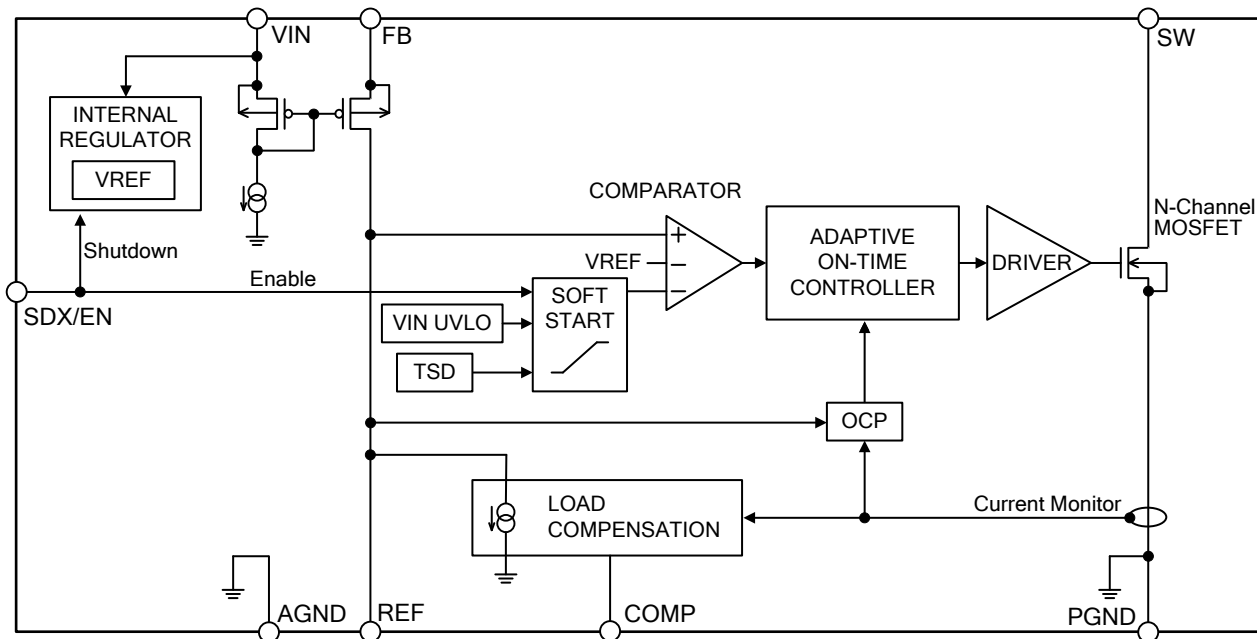 VIN
FB
SW
INTERNAL
REGULATOR
VREF
COMPARATOR
N-Channel
MOSFET
Shutdown
+
ADAPTIVE
ON-TIME
CONTROLLER
DRIVER
VREF
−
Enable
SOFT
START
−
SDX/EN
VIN UVLO
TSD
OCP
LOAD
COMPENSATION
Current Monitor
AGND
REF
COMP
PGND